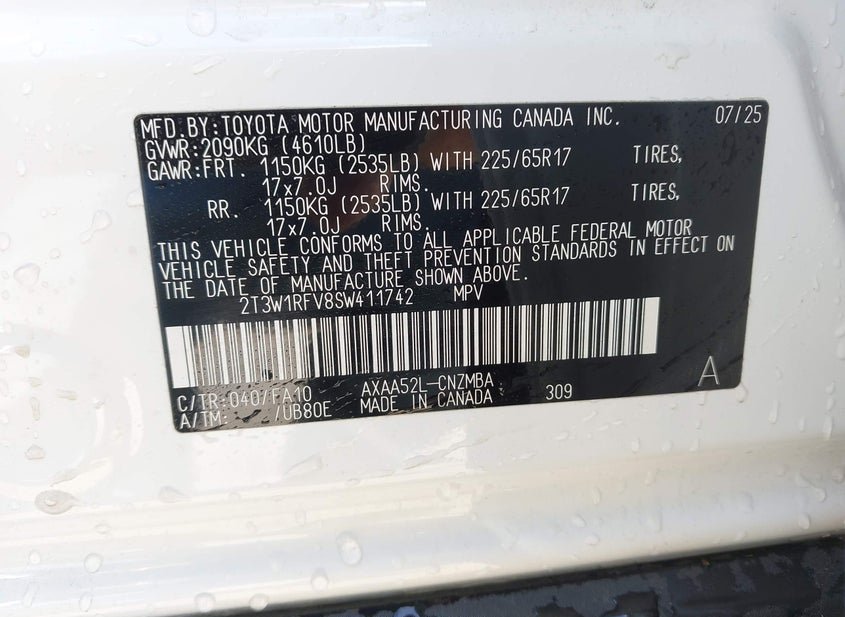 MFD.BY:TOYOTA MOTOR MANUFACTURING CANADA INC. 07/25
GVWR:2090KG (4610LB)
GAWR:FRT. 1150KG (2535LB) WITH 225/65R17 TIRES,
17x7.0J RIMS.
RR. 1150KG (2535LB) WITH 225/65R17 TIRES,
17x7.0J RIMS.
THIS VEHICLE CONFORMS TO ALL APPLICABLE FEDERAL MOTOR
VEHICLE SAFETY AND THEFT PREVENTION STANDARDS IN EFFECT ON
THE DATE OF MANUFACTURE SHOWN ABOVE.
2T3W1RFV8SW411742 MPV
C/TR:040/FA10 AXAA52L-CNZMBA 309 A
A/TM: /UB80E MADE IN CANADA